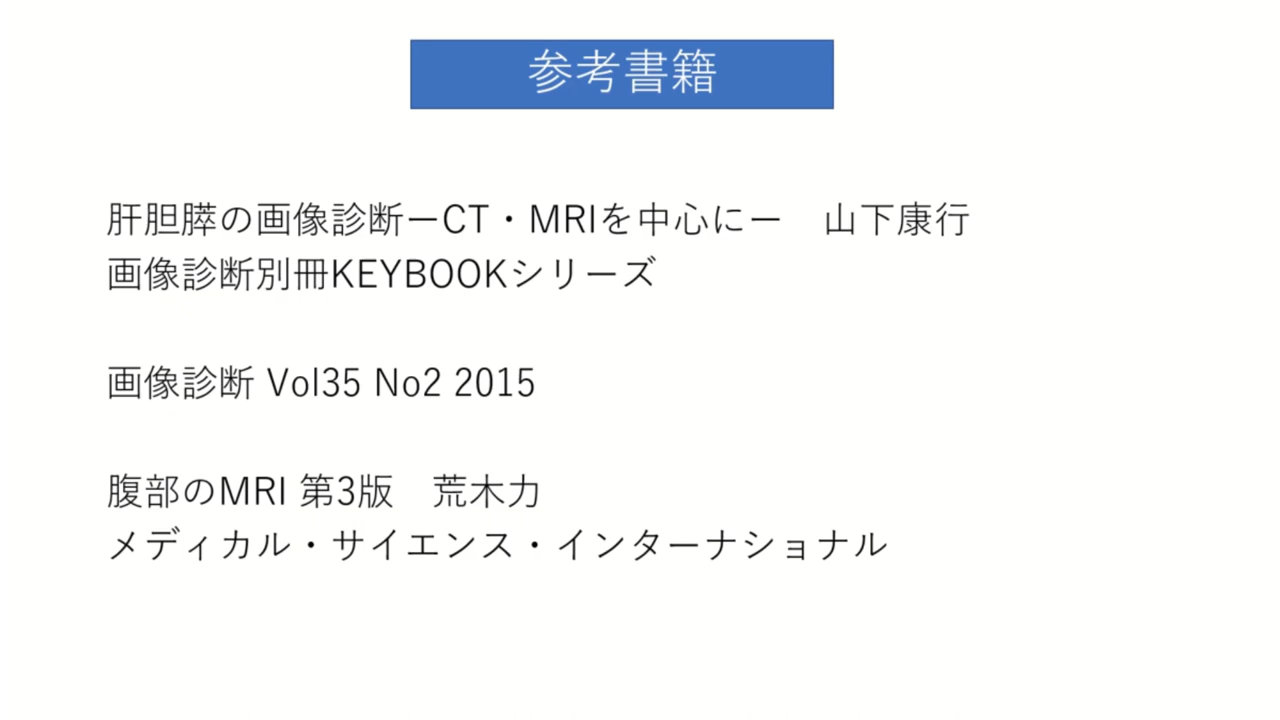 参考書籍
肝胆膵の画像診断ーCT・MRIを中心にー　山下康行
画像診断別冊KEYBOOKシリーズ
画像診断 Vol35 No2 2015
腹部のMRI 第3版　荒木力
メディカル・サイエンス・インターナショナル